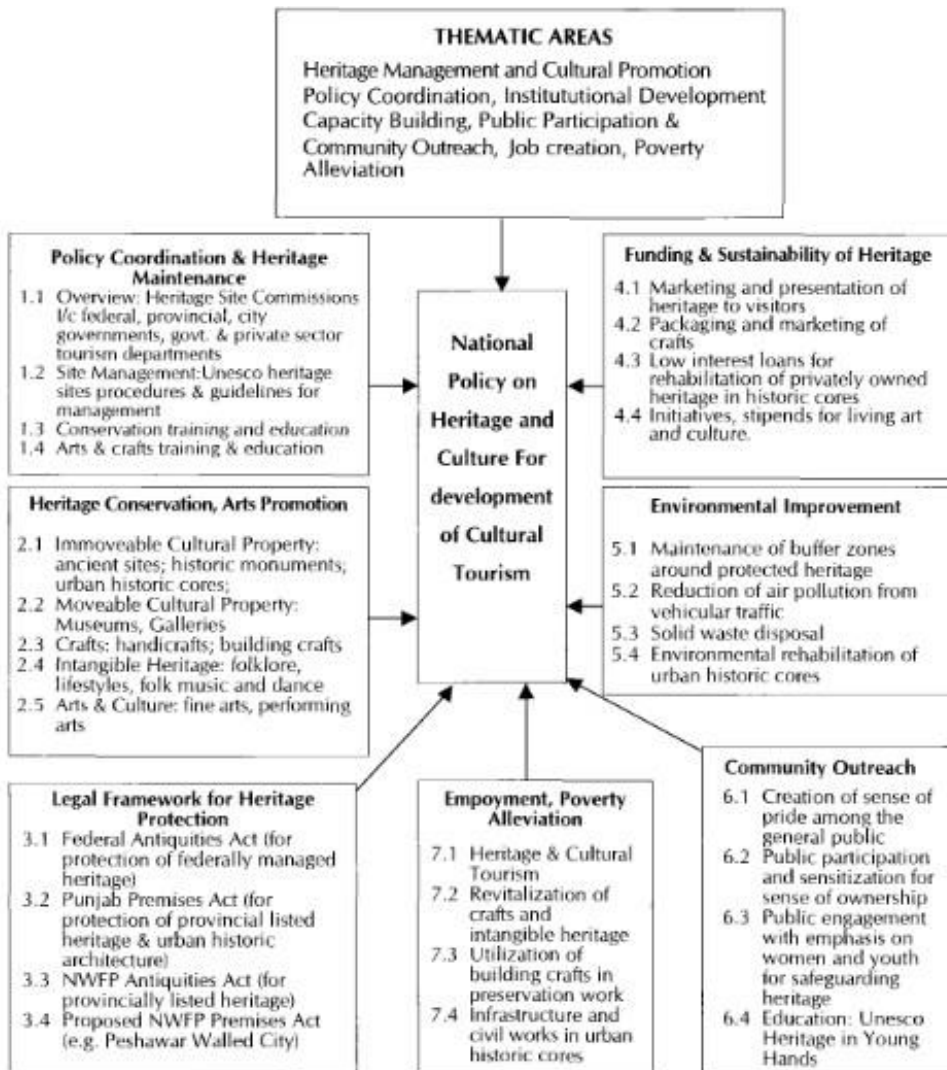 THEMATIC AREAS
Heritage Management and Cultural Promotion
Policy Coordination, Institututional Development
Capacity Building, Public Participation &
Community Outreach, Job creation, Poverty
Alleviation
Policy Coordination & Heritage
Maintenance
1.1 Overview: Heritage Site Commissions
I/c federal, provincial, city
governments, govt. & private sector
tourism departments
1.2 Site Management:Unesco heritage
sites procedures & guidelines for
management
1.3 Conservation training and education
1.4 Arts & crafts training & education
Heritage Conservation, Arts Promotion
2.1 Immoveable Cultural Property:
ancient sites; historic monuments;
urban historic cores;
2.2 Moveable Cultural Property:
Museums, Galleries
2.3 Crafts: handicrafts; building crafts
2.4 Intangible Heritage: folklore,
lifestyles, folk music and dance
2.5 Arts & Culture: fine arts, performing
arts
Legal Framework for Heritage
Protection
3.1 Federal Antiquities Act (for
protection of federally managed
heritage)
3.2 Punjab Premises Act (for
protection of provincial listed
heritage & urban historic
architecture)
3.3 NWFP Antiquities Act (for
provincially listed heritage)
3.4 Proposed NWFP Premises Act
(e.g. Peshawar Walled City)
National
Policy on
Heritage and
Culture For
development
of Cultural
Tourism
Funding & Sustainability of Heritage
4.1 Marketing and presentation of
heritage to visitors
4.2 Packaging and marketing of
crafts
4.3 Low interest loans for
rehabilitation of privately owned
heritage in historic cores
4.4 Initiatives, stipends for living art
and culture.
Environmental Improvement
5.1 Maintenance of buffer zones
around protected heritage
5.2 Reduction of air pollution from
vehicular traffic
5.3 Solid waste disposal
5.4 Environmental rehabilitation of
urban historic cores
Community Outreach
6.1 Creation of sense of
pride among the
general public
6.2 Public participation
and sensitization for
sense of ownership
6.3 Public engagement
with emphasis on
women and youth
for safeguarding
heritage
6.4 Education: Unesco
Heritage in Young
Hands
Empoyment, Poverty
Alleviation
7.1 Heritage & Cultural
Tourism
7.2 Revitalization of
crafts and
intangible heritage
7.3 Utilization of
building crafts in
preservation work
7.4 Infrastructure and
civil works in urban
historic cores